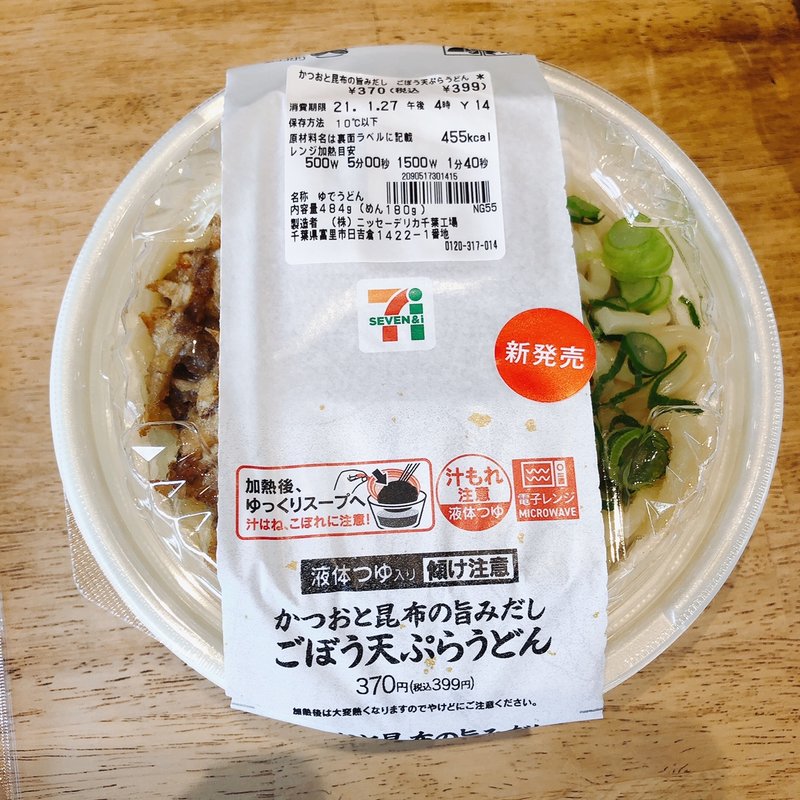 かつおと昆布の旨みだし ごぼう天ぷらうどん *
¥370(税込 ¥399)
消費期限 21. 1.27 午後 4時 Y 14
保存方法 10℃以下
原材料名は裏面ラベルに記載 455kcal
レンジ加熱目安
500W 5分00秒 1500W 1分40秒
2090517301415
名称 ゆでうどん
内容量484g(めん180g) NG55
製造者 (株)ニッセーデリカ千葉工場
千葉県富里市日吉倉1422-1番地
0120-317-014
SEVEN&i
新発売
加熱後、
ゆっくりスープへ
汁はね、こぼれに注意!
汁もれ
注意
液体つゆ
電子レンジ
MICROWAVE
液体つゆ入り 傾け注意
かつおと昆布の旨みだし
ごぼう天ぷらうどん
370円(税込399円)
加熱後は大変熱くなりますのでやけどにご注意ください。
かつおと昆布の旨みだし